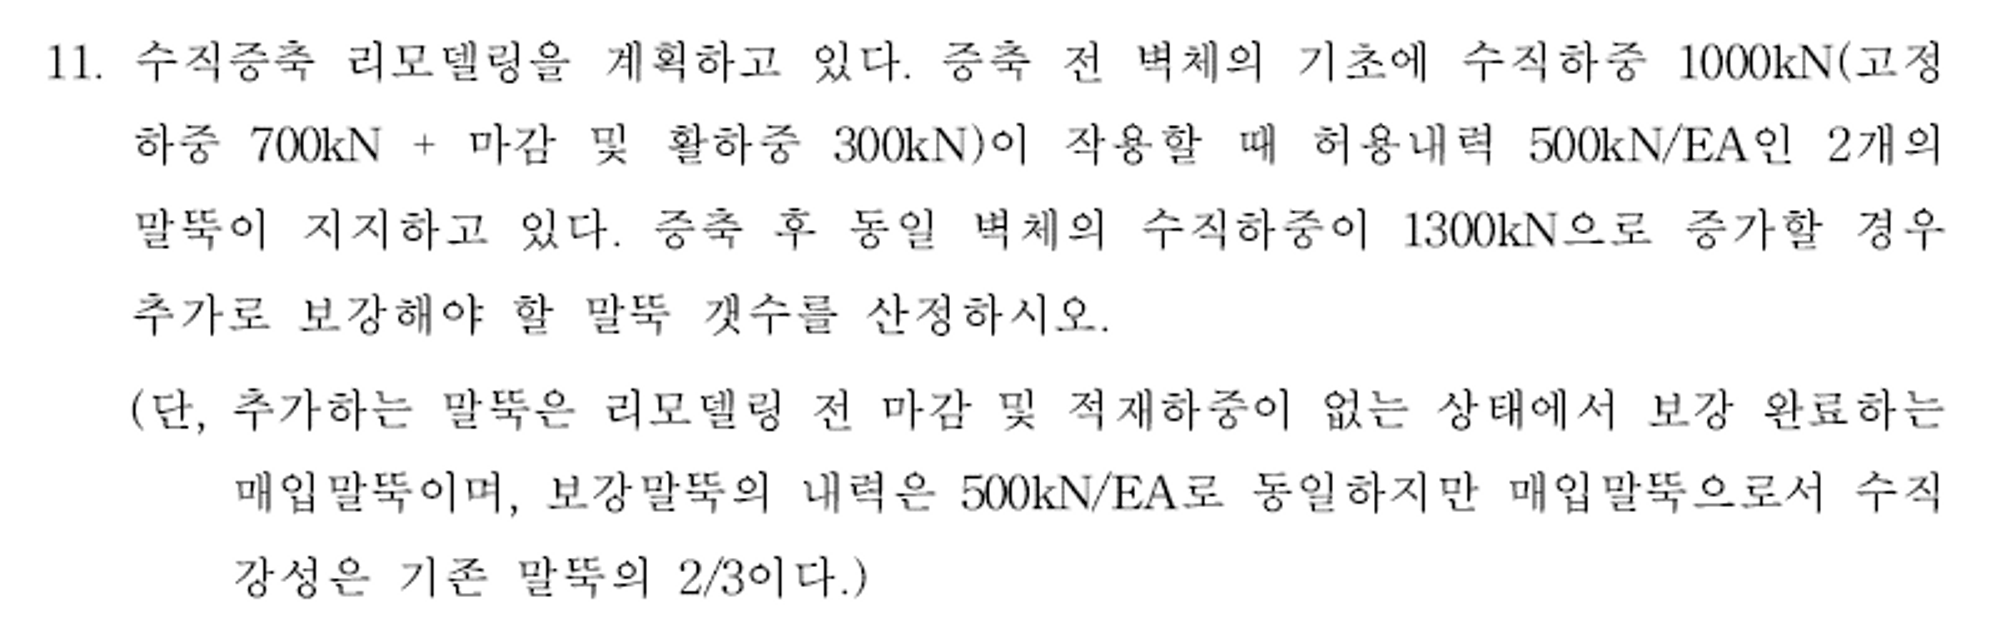 11. 수직증축 리모델링을 계획하고 있다. 증축 전 벽체의 기초에 수직하중 1000kN(고정
하중 700kN + 마감 및 활하중 300kN)이 작용할 때 허용내력 500kN/EA인 2개의
말뚝이 지지하고 있다. 증축 후 동일 벽체의 수직하중이 1300kN으로 증가할 경우
추가로 보강해야 할 말뚝 갯수를 산정하시오.
(단, 추가하는 말뚝은 리모델링 전 마감 및 적재하중이 없는 상태에서 보강 완료하는
매입말뚝이며, 보강말뚝의 내력은 500kN/EA로 동일하지만 매입말뚝으로서 수직
강성은 기존 말뚝의 2/3이다.)